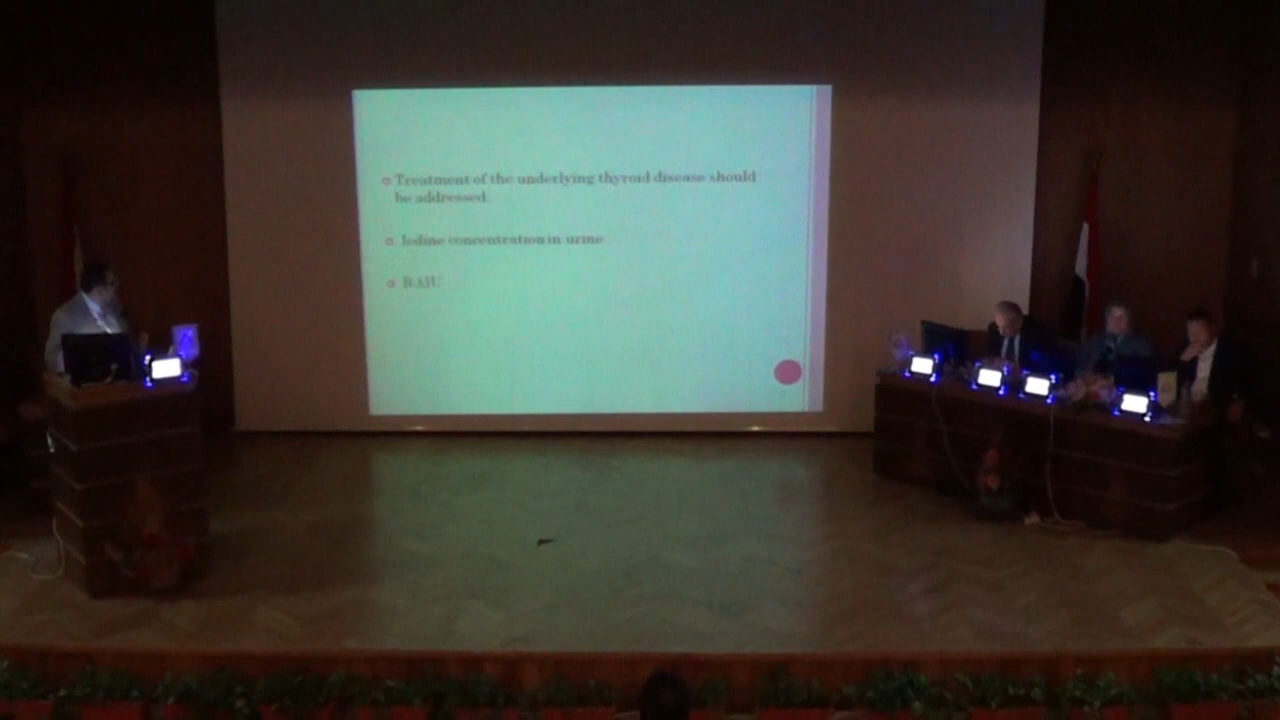 Treatment of the underlying thyroid disease should
be addressed.
Iodine concentration in urine
RAIU